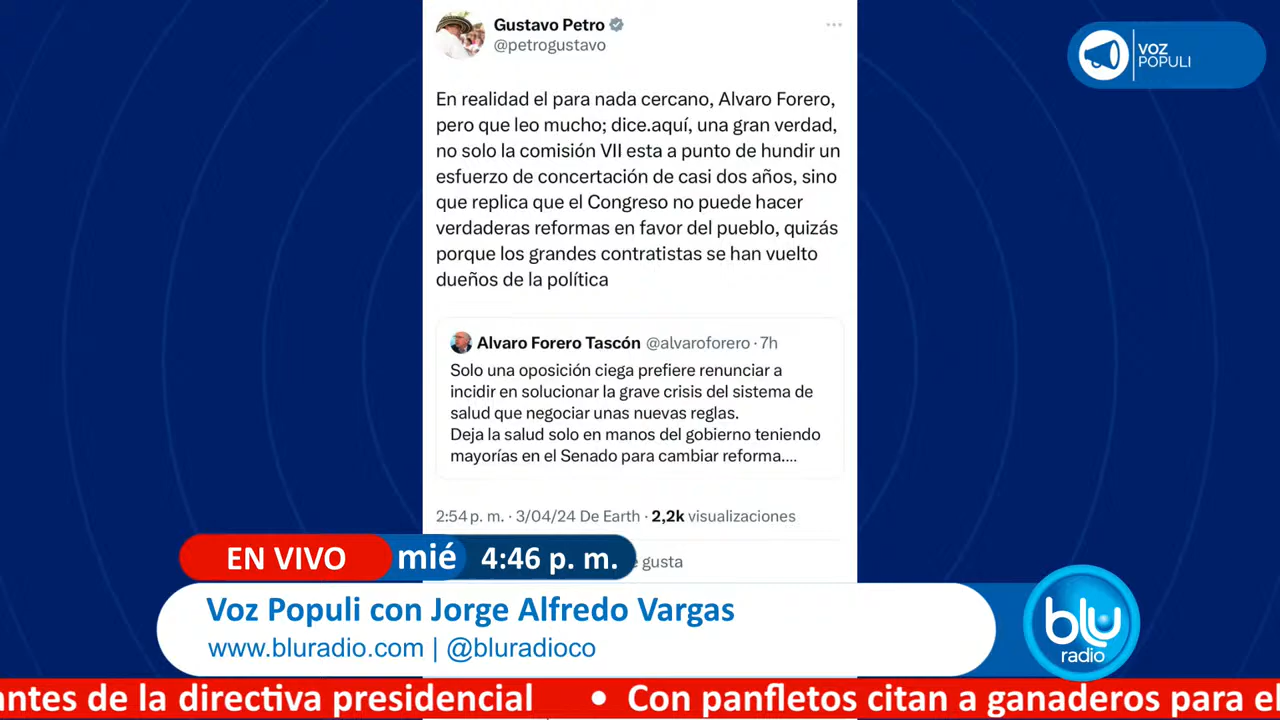 Gustavo Petro
@petrogustavo
VOZ
POPULI
En realidad el para nada cercano, Alvaro Forero,
pero que leo mucho; dice.aquí, una gran verdad,
no solo la comisión VII esta a punto de hundir un
esfuerzo de concertación de casi dos años, sino
que replica que el Congreso no puede hacer
verdaderas reformas en favor del pueblo, quizás
porque los grandes contratistas se han vuelto
dueños de la política
Alvaro Forero Tascón @alvaroforero · 7h
Solo una oposición ciega prefiere renunciar a
incidir en solucionar la grave crisis del sistema de
salud que negociar unas nuevas reglas.
Deja la salud solo en manos del gobierno teniendo
mayorías en el Senado para cambiar reforma....
2:54 p. m. · 3/04/24 De Earth · 2,2k visualizaciones
gusta
EN VIVO mié 4:46 p. m.
Voz Populi con Jorge Alfredo Vargas
www.bluradio.com | @bluradioco
blu
radio
antes de la directiva presidencial • Con panfletos citan a ganaderos para el